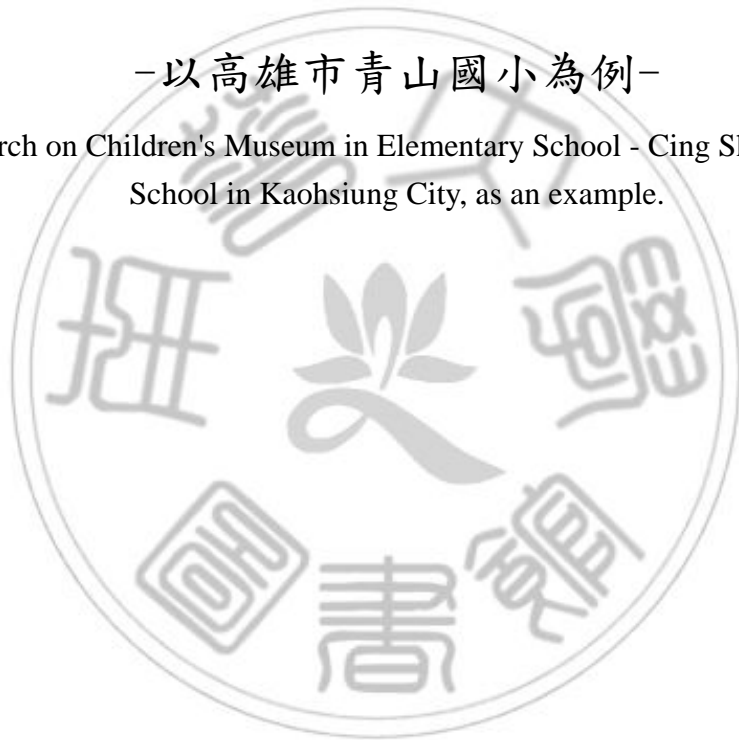 -以高雄市青山國小為例-
rch on Children's Museum in Elementary School - Cing S
School in Kaohsiung City, as an example.
書